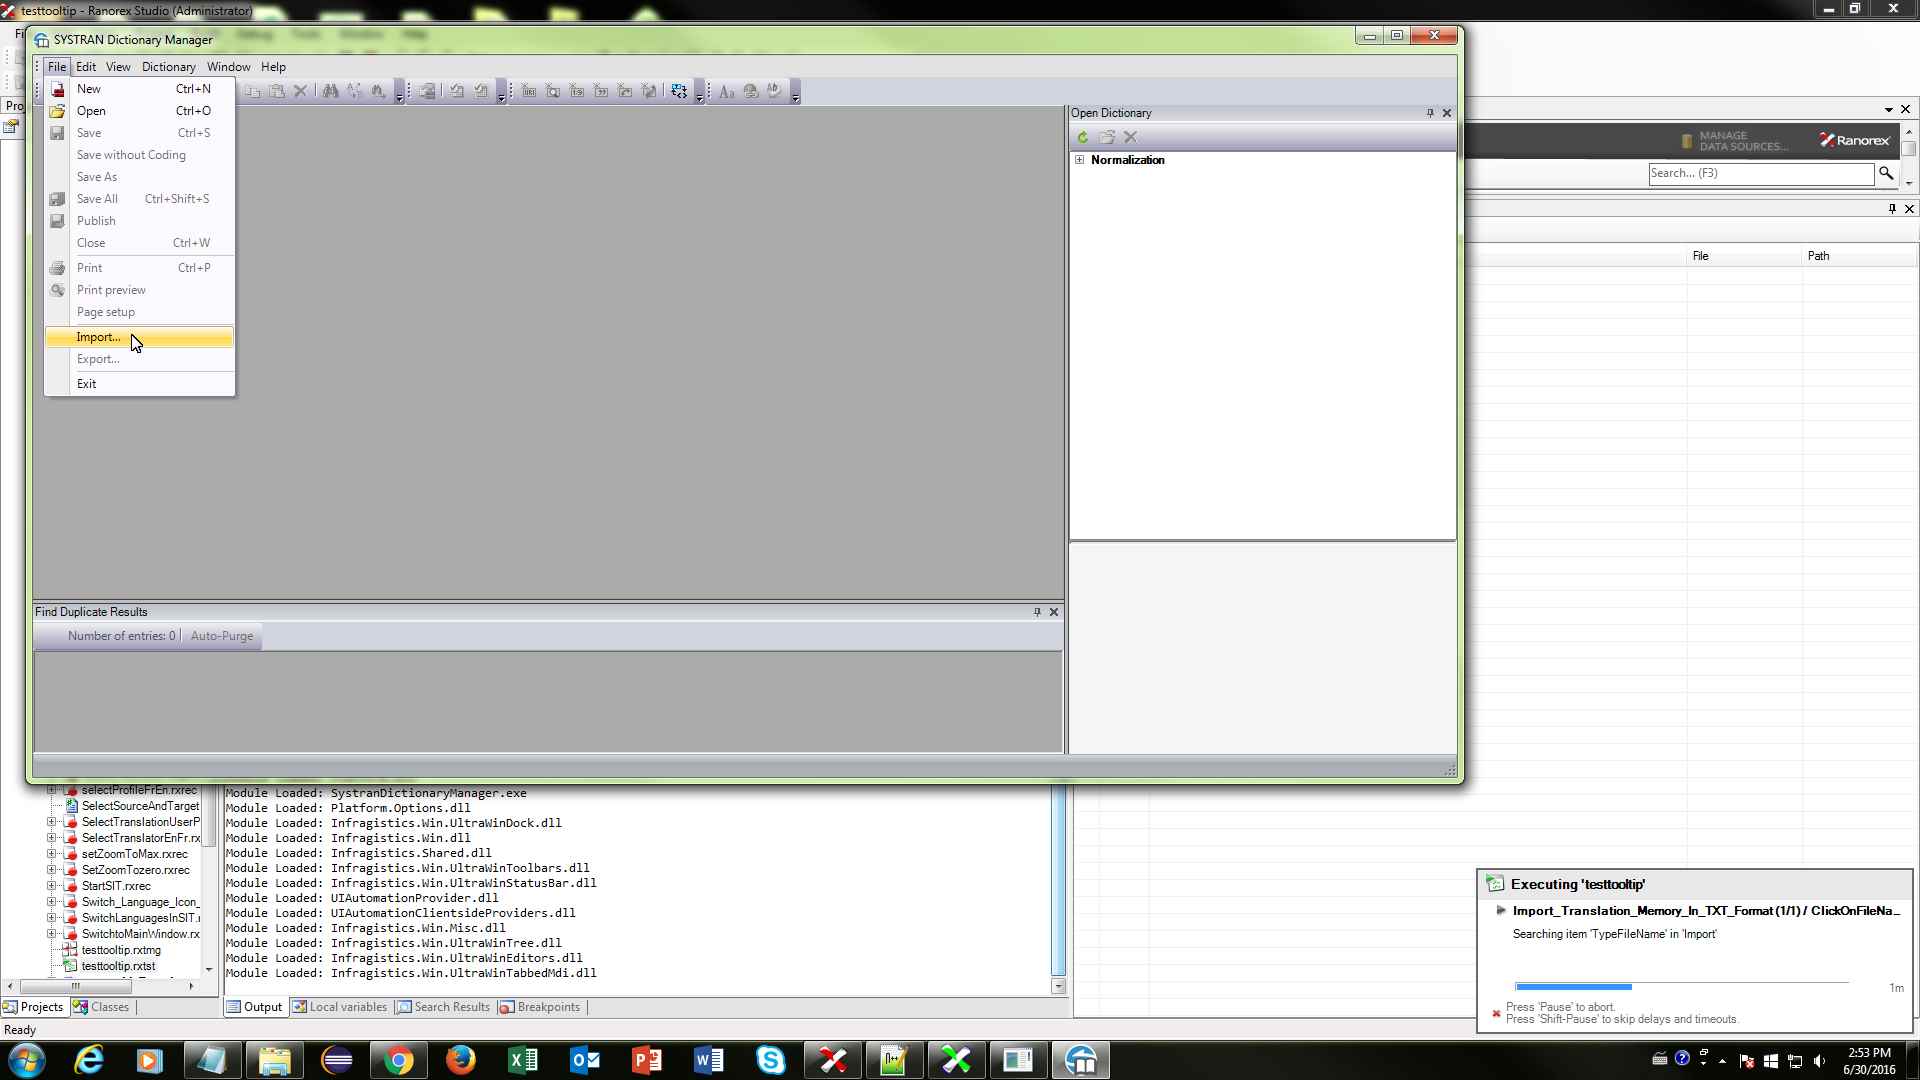 testtooltip - Ranorex Studio (Administrator)
SYSTRAN Dictionary Manager
File Edit View Dictionary Window Help
New Ctrl+N
Open Ctrl+O
Save Ctrl+S
Save without Coding
Save As
Save All Ctrl+Shift+S
Publish
Close Ctrl+W
Print Ctrl+P
Print preview
Page setup
Import...
Export...
Exit
Open Dictionary
Normalization
Find Duplicate Results
Number of entries: 0 Auto-Purge
MANAGE
DATA SOURCES...
Ranorex
Search... (F3)
File Path
selectProfileFrEn.rxrec
SelectSourceAndTarget
SelectTranslationUserP
SelectTranslatorEnFr.rx
setZoomToMax.rxrec
SetZoomTozero.rxrec
StartSIT.rxrec
Switch_Language_Icon_
SwitchLanguagesInSIT.r
SwitchtoMainWindow.rx
testtooltip.rxtmg
testtooltip.rxtst
Projects Classes
Module Loaded: SystranDictionaryManager.exe
Module Loaded: Platform.Options.dll
Module Loaded: Infragistics.Win.UltraWinDock.dll
Module Loaded: Infragistics.Win.dll
Module Loaded: Infragistics.Shared.dll
Module Loaded: Infragistics.Win.UltraWinToolbars.dll
Module Loaded: Infragistics.Win.UltraWinStatusBar.dll
Module Loaded: UIAutomationProvider.dll
Module Loaded: UIAutomationClientsideProviders.dll
Module Loaded: Infragistics.Win.Misc.dll
Module Loaded: Infragistics.Win.UltraWinTree.dll
Module Loaded: Infragistics.Win.UltraWinEditors.dll
Module Loaded: Infragistics.Win.UltraWinTabbedMdi.dll
Output Local variables Search Results Breakpoints
Executing 'testtooltip'
Import_Translation_Memory_In_TXT_Format (1/1) / ClickOnFileNa...
Searching item 'TypeFileName' in 'Import'
1m
Press 'Pause' to abort.
Press 'Shift-Pause' to skip delays and timeouts.
Ready
2:53 PM
6/30/2016